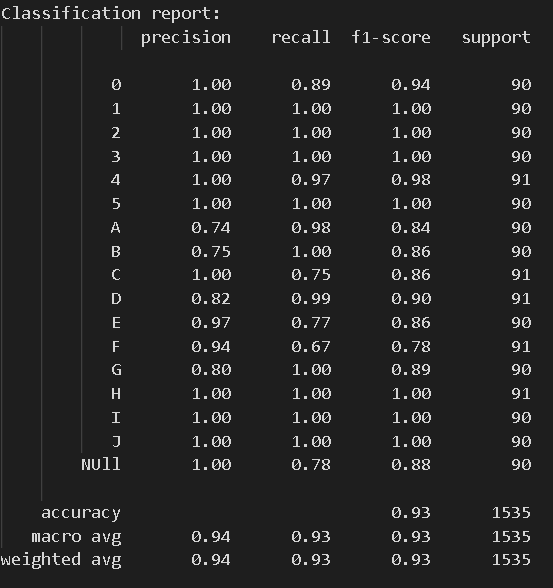 Classification report:
precision recall f1-score support
0 1.00 0.89 0.94 90
1 1.00 1.00 1.00 90
2 1.00 1.00 1.00 90
3 1.00 1.00 1.00 90
4 1.00 0.97 0.98 91
5 1.00 1.00 1.00 90
A 0.74 0.98 0.84 90
B 0.75 1.00 0.86 90
C 1.00 0.75 0.86 91
D 0.82 0.99 0.90 91
E 0.97 0.77 0.86 90
F 0.94 0.67 0.78 91
G 0.80 1.00 0.89 90
H 1.00 1.00 1.00 91
I 1.00 1.00 1.00 90
J 1.00 1.00 1.00 90
NUll 1.00 0.78 0.88 90
accuracy 0.93 1535
macro avg 0.94 0.93 0.93 1535
weighted avg 0.94 0.93 0.93 1535